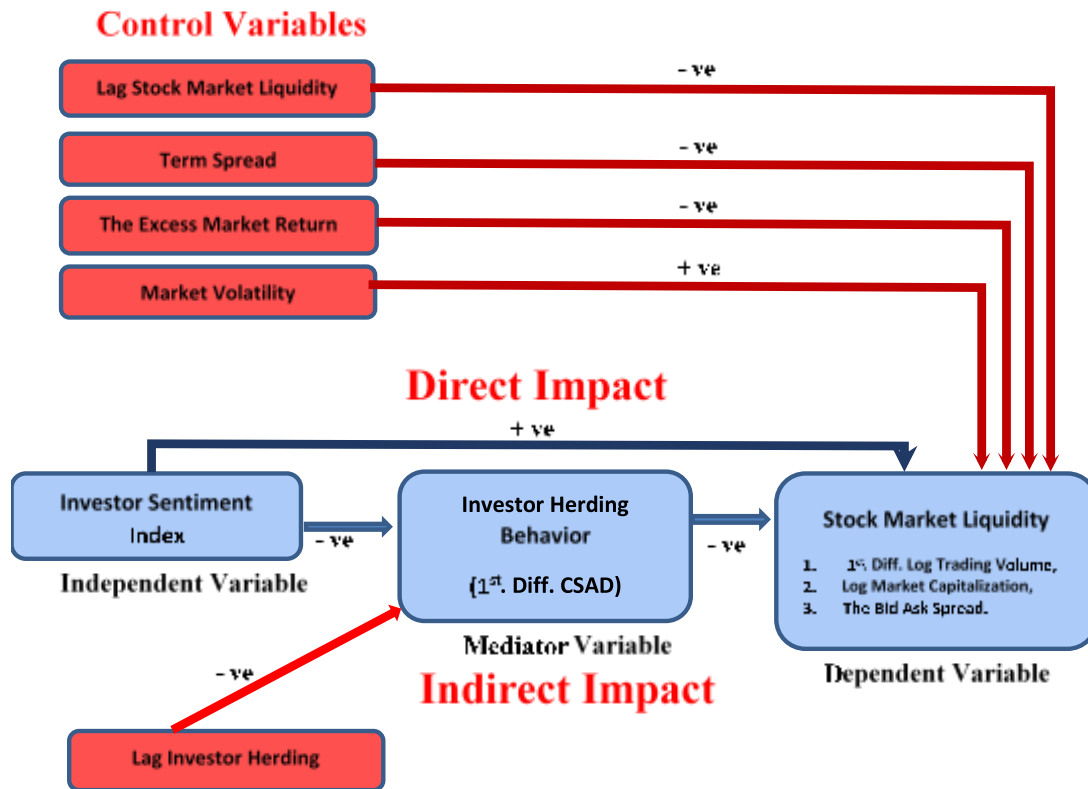 Control Variables
Lag Stock Market Liquidity
- ve
Term Spread
- ve
The Excess Market Return
- ve
Market Volatility
+ ve
Direct Impact
+ ve
Investor Sentiment
Index
Independent Variable
- ve
Investor Herding
Behavior
(1st. Diff. CSAD)
Mediator Variable
- ve
Stock Market Liquidity
1. 1st. Diff. Log Trading Volume,
2. Log Market Capitalization,
3. The Bid Ask Spread.
Dependent Variable
- ve
Indirect Impact
Lag Investor Herding